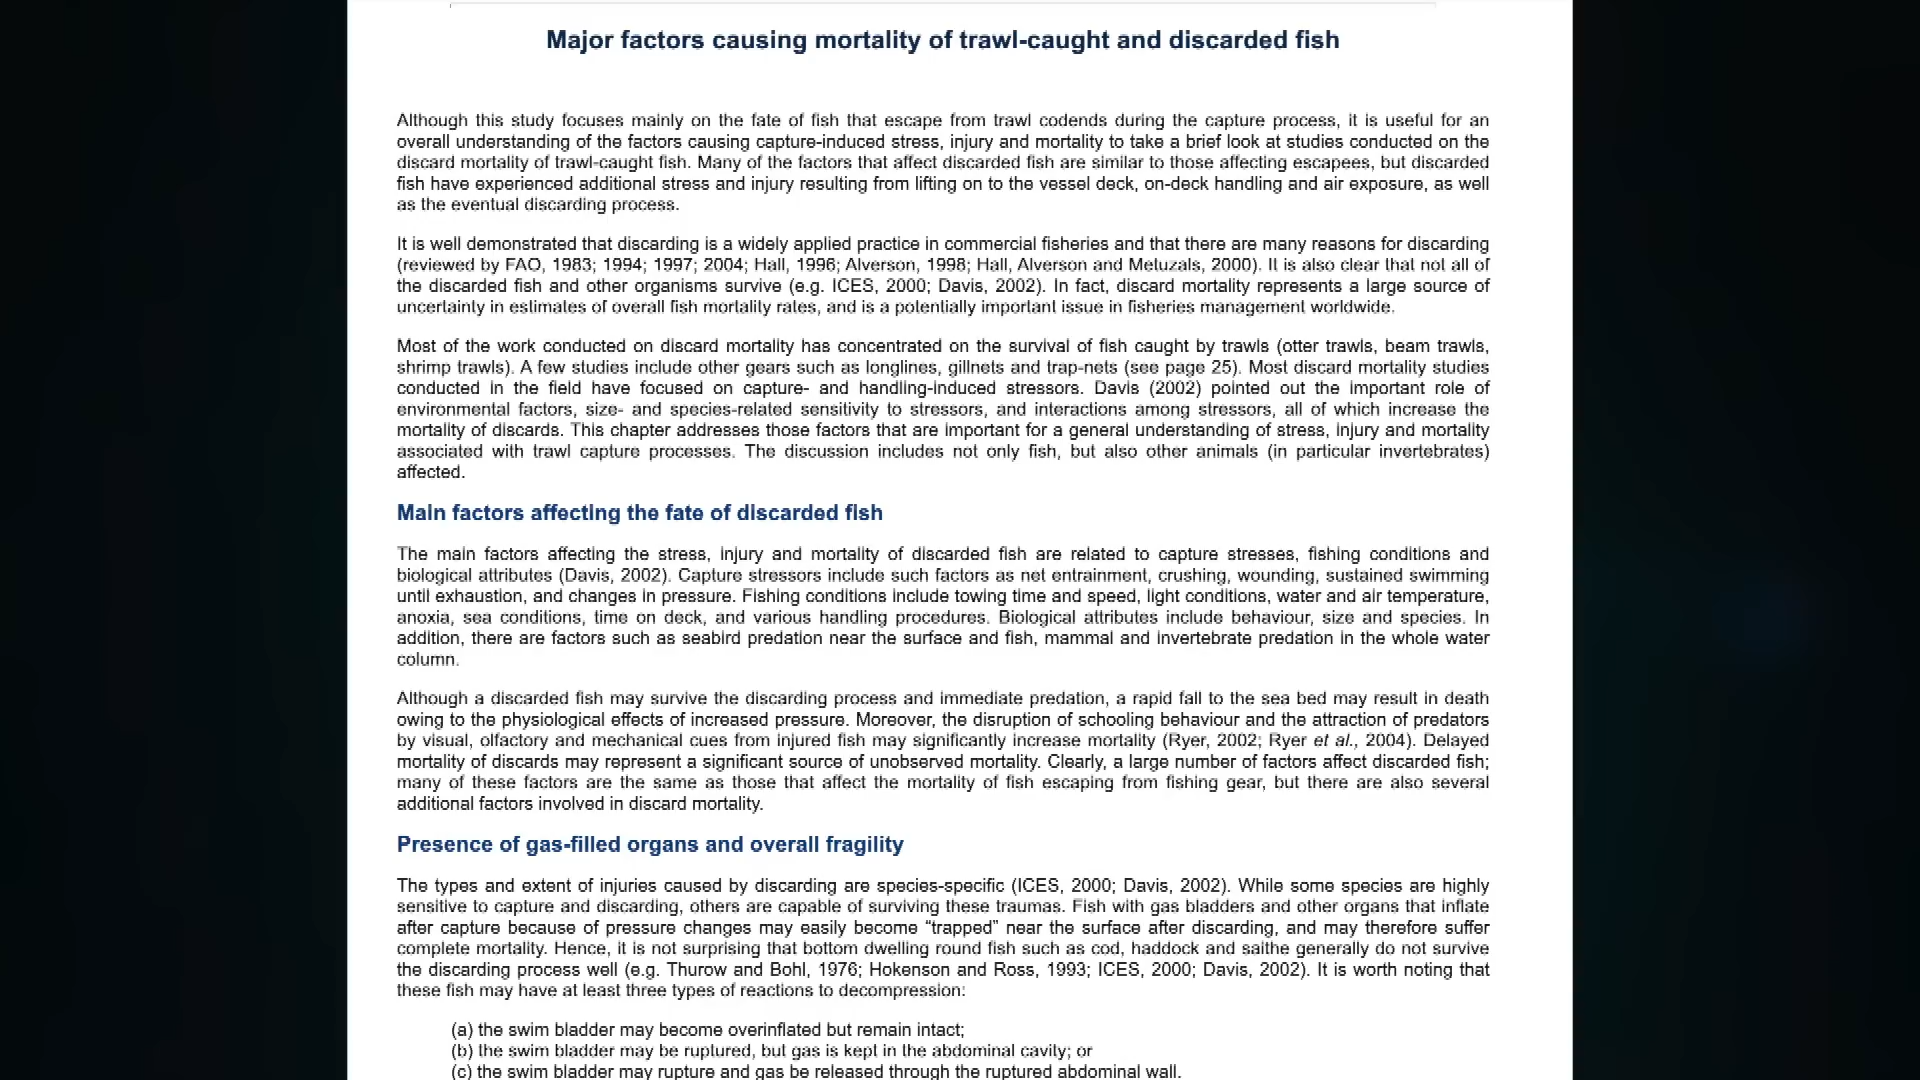 Major factors causing mortality of trawl-caught and discarded fish
Although this study focuses mainly on the fate of fish that escape from trawl codends during the capture process, it is useful for an
overall understanding of the factors causing capture-induced stress, injury and mortality to take a brief look at studies conducted on the
discard mortality of trawl-caught fish. Many of the factors that affect discarded fish are similar to those affecting escapees, but discarded
fish have experienced additional stress and injury resulting from lifting on to the vessel deck, on-deck handling and air exposure, as well
as the eventual discarding process.
It is well demonstrated that discarding is a widely applied practice in commercial fisheries and that there are many reasons for discarding
(reviewed by FAO, 1983; 1994; 1997; 2004; Hall, 1996; Alverson, 1998; Hall, Alverson and Metuzals, 2000). It is also clear that not all of
the discarded fish and other organisms survive (e.g. ICES, 2000; Davis, 2002). In fact, discard mortality represents a large source of
uncertainty in estimates of overall fish mortality rates, and is a potentially important issue in fisheries management worldwide.
Most of the work conducted on discard mortality has concentrated on the survival of fish caught by trawls (otter trawls, beam trawls,
shrimp trawls). A few studies include other gears such as longlines, gillnets and trap-nets (see page 25). Most discard mortality studies
conducted in the field have focused on capture- and handling-induced stressors. Davis (2002) pointed out the important role of
environmental factors, size- and species-related sensitivity to stressors, and interactions among stressors, all of which increase the
mortality of discards. This chapter addresses those factors that are important for a general understanding of stress, injury and mortality
associated with trawl capture processes. The discussion includes not only fish, but also other animals (in particular invertebrates)
affected.
Main factors affecting the fate of discarded fish
The main factors affecting the stress, injury and mortality of discarded fish are related to capture stresses, fishing conditions and
biological attributes (Davis, 2002). Capture stressors include such factors as net entrainment, crushing, wounding, sustained swimming
until exhaustion, and changes in pressure. Fishing conditions include towing time and speed, light conditions, water and air temperature,
anoxia, sea conditions, time on deck, and various handling procedures. Biological attributes include behaviour, size and species. In
addition, there are factors such as seabird predation near the surface and fish, mammal and invertebrate predation in the whole water
column.
Although a discarded fish may survive the discarding process and immediate predation, a rapid fall to the sea bed may result in death
owing to the physiological effects of increased pressure. Moreover, the disruption of schooling behaviour and the attraction of predators
by visual, olfactory and mechanical cues from injured fish may significantly increase mortality (Ryer, 2002; Ryer et al., 2004). Delayed
mortality of discards may represent a significant source of unobserved mortality. Clearly, a large number of factors affect discarded fish;
many of these factors are the same as those that affect the mortality of fish escaping from fishing gear, but there are also several
additional factors involved in discard mortality.
Presence of gas-filled organs and overall fragility
The types and extent of injuries caused by discarding are species-specific (ICES, 2000; Davis, 2002). While some species are highly
sensitive to capture and discarding, others are capable of surviving these traumas. Fish with gas bladders and other organs that inflate
after capture because of pressure changes may easily become “trapped” near the surface after discarding, and may therefore suffer
complete mortality. Hence, it is not surprising that bottom dwelling round fish such as cod, haddock and saithe generally do not survive
the discarding process well (e.g. Thurow and Bohl, 1976; Hokenson and Ross, 1993; ICES, 2000; Davis, 2002). It is worth noting that
these fish may have at least three types of reactions to decompression:
(a) the swim bladder may become overinflated but remain intact;
(b) the swim bladder may be ruptured, but gas is kept in the abdominal cavity; or
(c) the swim bladder may rupture and gas be released through the ruptured abdominal wall.